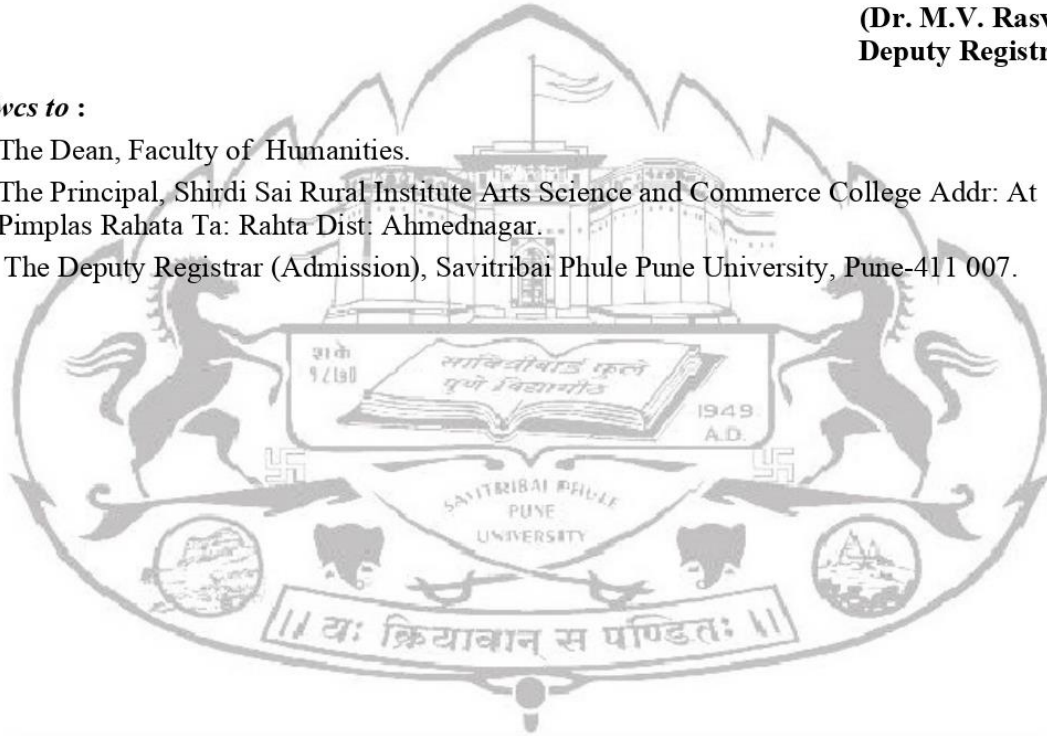 (Dr. M.V. Rasv
Deputy Registr
wcs to :
The Dean, Faculty of Humanities.
The Principal, Shirdi Sai Rural Institute Arts Science and Commerce College Addr: At
Pimplas Rahata Ta: Rahta Dist: Ahmednagar.
The Deputy Registrar (Admission), Savitribai Phule Pune University, Pune-411 007.
शके
१८७०
सावित्रीबाई फुले
पुणे विद्यापीठ
1949
A.D.
SAVITRIBAI PHULE
PUNE
UNIVERSITY
।। यः क्रियावान् स पण्डितः ।।